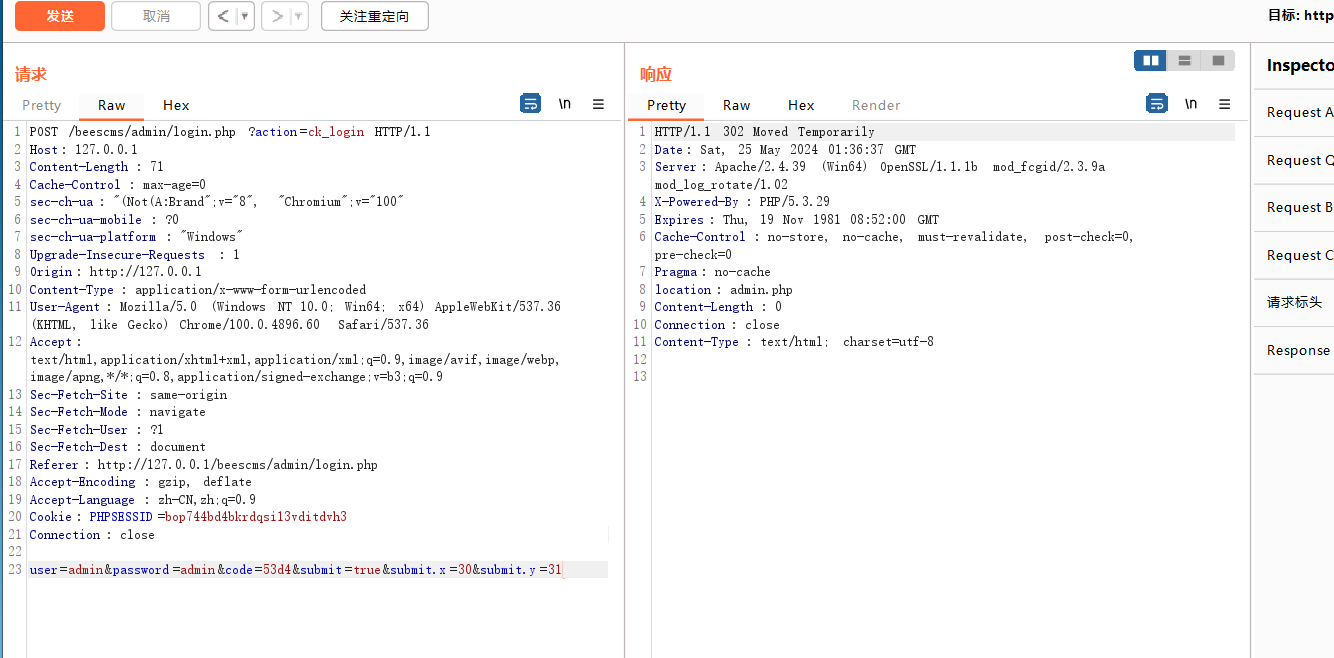 发送 取消 < ▾ > ▾ 关注重定向 目标: http
请求
Pretty Raw Hex \n ≡
1 POST /beescms/admin/login.php ?action=ck_login HTTP/1.1
2 Host: 127.0.0.1
3 Content-Length : 71
4 Cache-Control : max-age=0
5 sec-ch-ua : "(Not(A:Brand";v="8", "Chromium";v="100"
6 sec-ch-ua-mobile : ?0
7 sec-ch-ua-platform : "Windows"
8 Upgrade-Insecure-Requests : 1
9 Origin: http://127.0.0.1
10 Content-Type : application/x-www-form-urlencoded
11 User-Agent : Mozilla/5.0 (Windows NT 10.0; Win64; x64) AppleWebKit/537.36
(KHTML, like Gecko) Chrome/100.0.4896.60 Safari/537.36
12 Accept :
text/html,application/xhtml+xml,application/xml;q=0.9,image/avif,image/webp,
image/apng,*/*;q=0.8,application/signed-exchange;v=b3;q=0.9
13 Sec-Fetch-Site : same-origin
14 Sec-Fetch-Mode : navigate
15 Sec-Fetch-User : ?1
16 Sec-Fetch-Dest : document
17 Referer : http://127.0.0.1/beescms/admin/login.php
18 Accept-Encoding : gzip, deflate
19 Accept-Language : zh-CN,zh;q=0.9
20 Cookie : PHPSESSID =bop744bd4bkrdqsi13vditdvh3
21 Connection : close
22
23 user=admin&password=admin&code=53d4&submit=true&submit.x=30&submit.y=31
响应
Pretty Raw Hex Render \n ≡
1 HTTP/1.1 302 Moved Temporarily
2 Date : Sat, 25 May 2024 01:36:37 GMT
3 Server : Apache/2.4.39 (Win64) OpenSSL/1.1.1b mod_fcgid/2.3.9a
mod_log_rotate/1.02
4 X-Powered-By : PHP/5.3.29
5 Expires : Thu, 19 Nov 1981 08:52:00 GMT
6 Cache-Control : no-store, no-cache, must-revalidate, post-check=0,
pre-check=0
7 Pragma : no-cache
8 location : admin.php
9 Content-Length : 0
10 Connection : close
11 Content-Type : text/html; charset=utf-8
12
13
Inspecto
Request A
Request Q
Request B
Request C
请求标头
Response